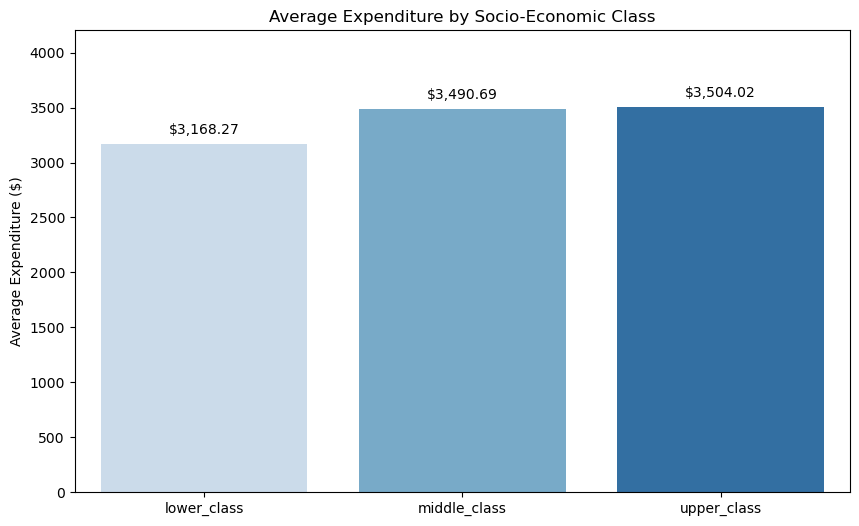 Average Expenditure by Socio-Economic Class
Average Expenditure ($)
4000
3500
3000
2500
2000
1500
1000
500
0
$3,168.27
$3,490.69
$3,504.02
lower_class
middle_class
upper_class